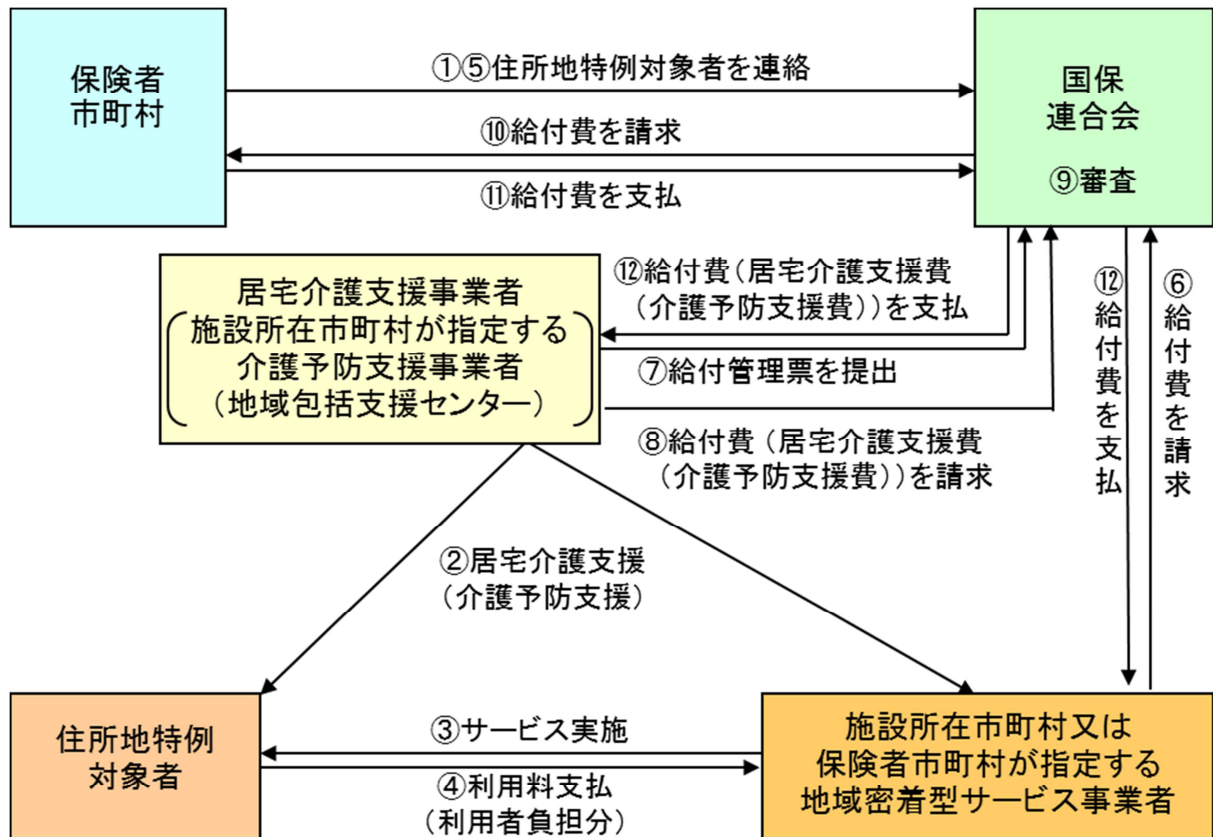 保険者
市町村
①⑤住所地特例対象者を連絡
⑩給付費を請求
⑪給付費を支払
国保
連合会
⑨審査
居宅介護支援事業者
施設所在市町村が指定する
介護予防支援事業者
(地域包括支援センター)
⑫給付費(居宅介護支援費
(介護予防支援費))を支払
⑦給付管理票を提出
⑧給付費 (居宅介護支援費
(介護予防支援費))を請求
⑫給付費を支払
⑥給付費を請求
②居宅介護支援
(介護予防支援)
住所地特例
対象者
③サービス実施
④利用料支払
(利用者負担分)
施設所在市町村又は
保険者市町村が指定する
地域密着型サービス事業者